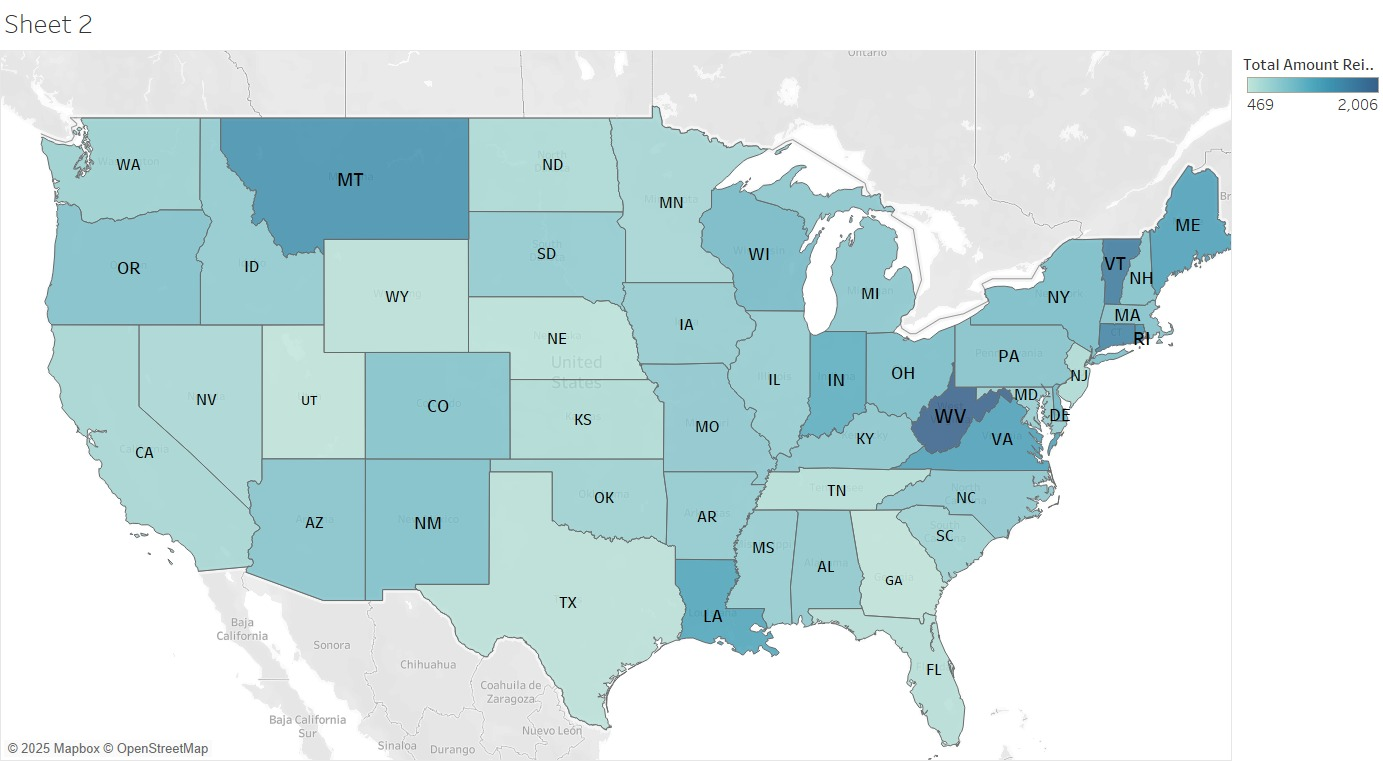 Sheet 2
Total Amount Rei..
469 2,006
Ontario
WA
MT
ND
MN
OR
ID
WY
SD
WI
MI
NE
IA
United
States
NV
UT
CO
KS
MO
IL
IN
OH
PA
NY
VT
NH
ME
Br
MA
RI
NJ
MD
DE
WV
VA
KY
CA
AZ
NM
OK
AR
TN
NC
SC
MS
AL
GA
TX
LA
FL
Baja
California
Sonora
Chihuahua
Coahuila de
Zaragoza
Baja California
Sur
Sinaloa
Durango
Nuevo León
© 2025 Mapbox © OpenStreetMap